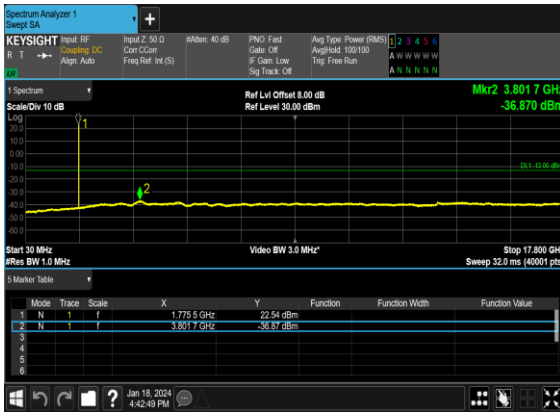 Spectrum Analyzer 1
Swept SA
+
KEYSIGHT Input: RF Input Z: 50 Ω #Atten: 40 dB PNO: Fast Avg Type: Power (RMS) 1 2 3 4 5 6
R T Coupling: DC Corr CCorr Gate: Off Avg|Hold: 100/100 A W W W W W
Align: Auto Freq Ref: Int (S) IF Gain: Low Trig: Free Run
LW Sig Track: Off A N N N N N
1 Spectrum
Scale/Div 10 dB
Ref Lvl Offset 8.00 dB
Ref Level 30.00 dBm
Mkr2 3.801 7 GHz
-36.870 dBm
Log
20.0
10.0
0.00
-10.0
-20.0
-30.0
-40.0
-50.0
-60.0
1
2
DL1 -13.00 dBm
Start 30 MHz Video BW 3.0 MHz* Stop 17.800 GHz
#Res BW 1.0 MHz Sweep 32.0 ms (40001 pts)
5 Marker Table
Mode Trace Scale X Y Function Function Width Function Value
1 N 1 f 1.775 5 GHz 22.54 dBm
2 N 1 f 3.801 7 GHz -36.87 dBm
3
4
5
6
? Jan 18, 2024
4:42:49 PM